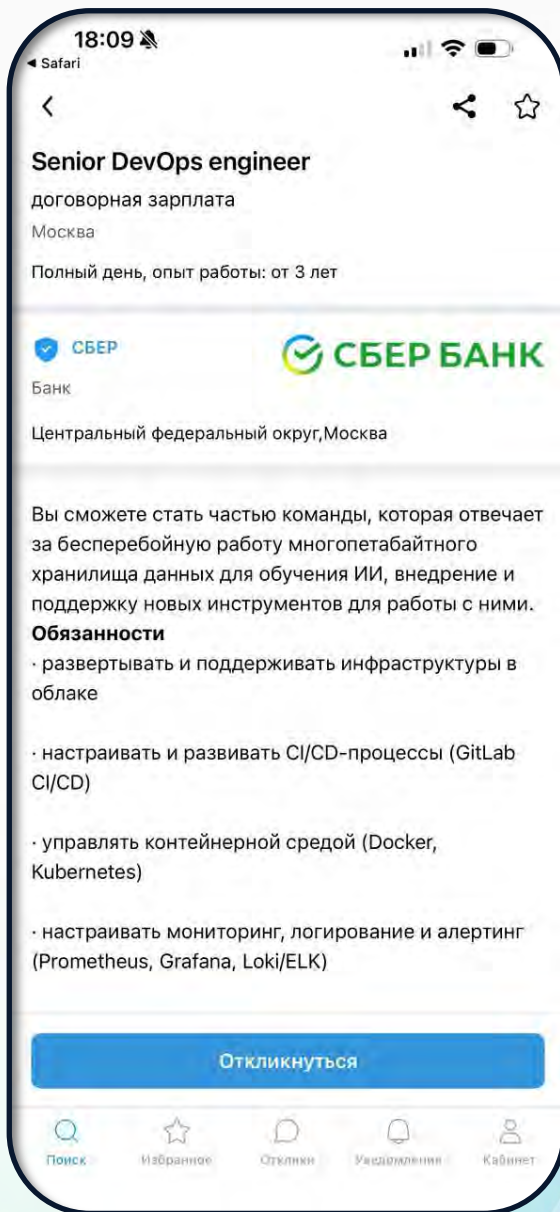 18:09
Safari
Senior DevOps engineer
договорная зарплата
Москва
Полный день, опыт работы: от 3 лет
СБЕР
СБЕР БАНК
Банк
Центральный федеральный округ,Москва
Вы сможете стать частью команды, которая отвечает
за бесперебойную работу многопетабайтного
хранилища данных для обучения ИИ, внедрение и
поддержку новых инструментов для работы с ними.
Обязанности
· развертывать и поддерживать инфраструктуры в
облаке
· настраивать и развивать CI/CD-процессы (GitLab
CI/CD)
· управлять контейнерной средой (Docker,
Kubernetes)
· настраивать мониторинг, логирование и алертинг
(Prometheus, Grafana, Loki/ELK)
Откликнуться
Поиск
Избранное
Отклики
Уведомления
Кабинет